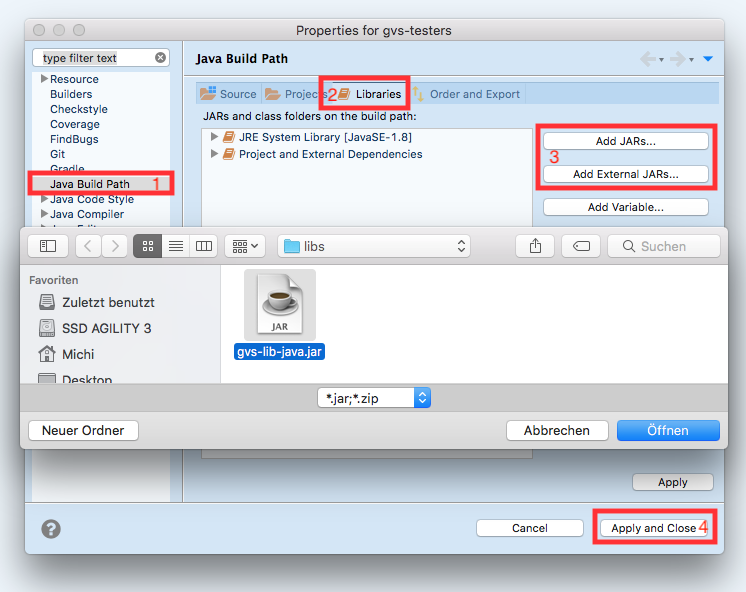 Properties for gvs-testers
type filter text
Java Build Path
Resource
Builders
Checkstyle
Coverage
FindBugs
Git
Gradle
Java Build Path 1
Java Code Style
Java Compiler
Java Editor
Source
Projects
2 Libraries
Order and Export
JARs and class folders on the build path:
JRE System Library [JavaSE-1.8]
Project and External Dependencies
Add JARs...
3
Add External JARs...
Add Variable...
libs
Suchen
Favoriten
Zuletzt benutzt
SSD AGILITY 3
Michi
Desktop
JAR
gvs-lib-java.jar
*.jar;*.zip
Neuer Ordner
Abbrechen
Öffnen
Apply
?
Cancel
Apply and Close 4